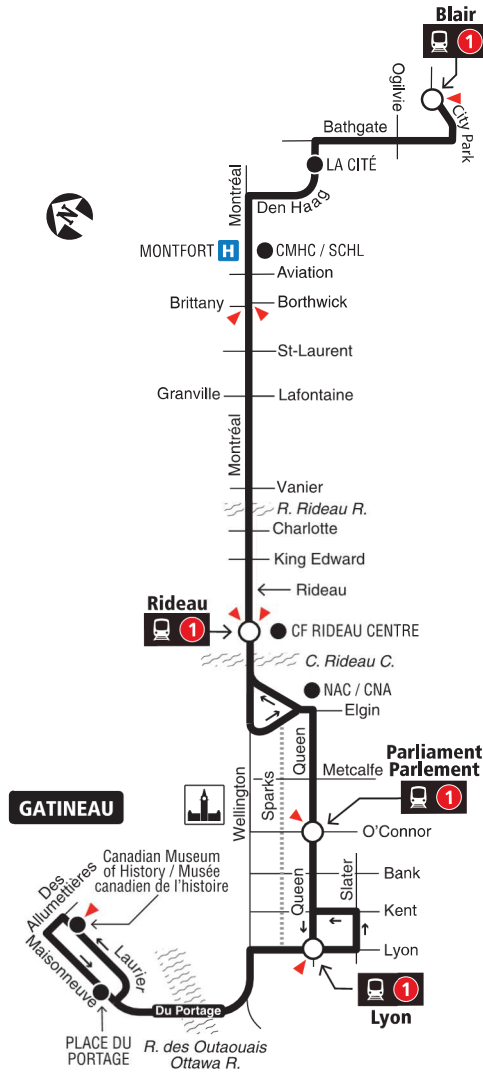 Blair
1
Ogilvie
City Park
Bathgate
LA CITÉ
Montréal
Den Haag
N
MONTFORT H
CMHC / SCHL
Aviation
Brittany
Borthwick
St-Laurent
Granville
Lafontaine
Montréal
Vanier
R. Rideau R.
Charlotte
King Edward
Rideau
Rideau
1
CF RIDEAU CENTRE
C. Rideau C.
NAC / CNA
Elgin
Queen
Wellington
Sparks
Metcalfe
Parliament
Parlement
1
GATINEAU
O'Connor
Canadian Museum
of History / Musée
canadien de l'histoire
Bank
Slater
Queen
Kent
Des
Allumettières
Laurier
Maisonneuve
Lyon
1
Lyon
Du Portage
PLACE DU
PORTAGE
R. des Outaouais
Ottawa R.